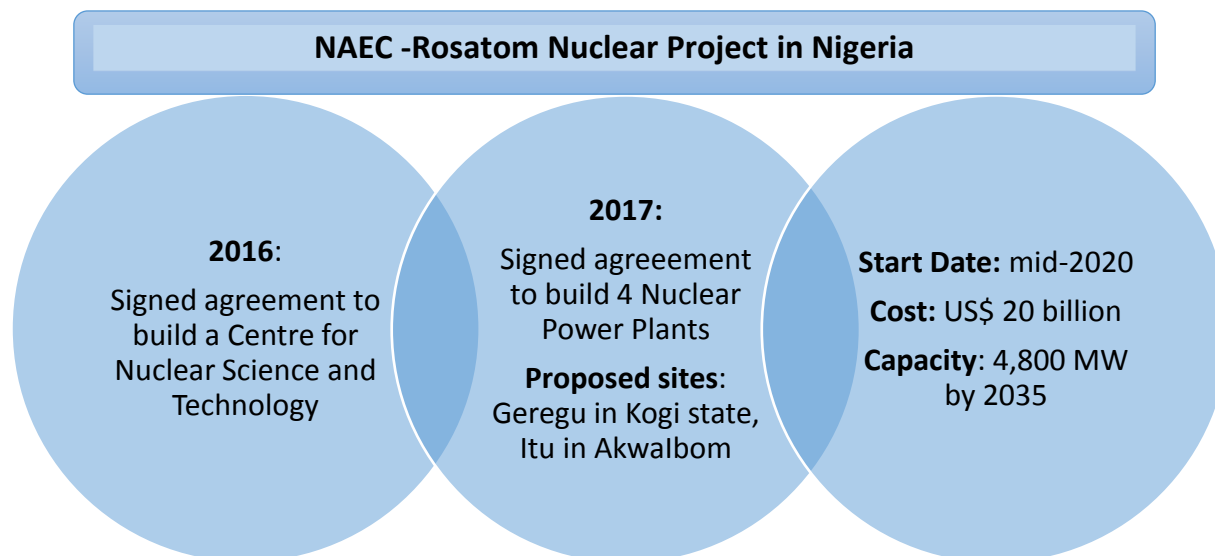 NAEC -Rosatom Nuclear Project in Nigeria
2016:
Signed agreement to
build a Centre for
Nuclear Science and
Technology
2017:
Signed agreeement
to build 4 Nuclear
Power Plants
Proposed sites:
Geregu in Kogi state,
Itu in AkwaIbom
Start Date: mid-2020
Cost: US$ 20 billion
Capacity: 4,800 MW
by 2035